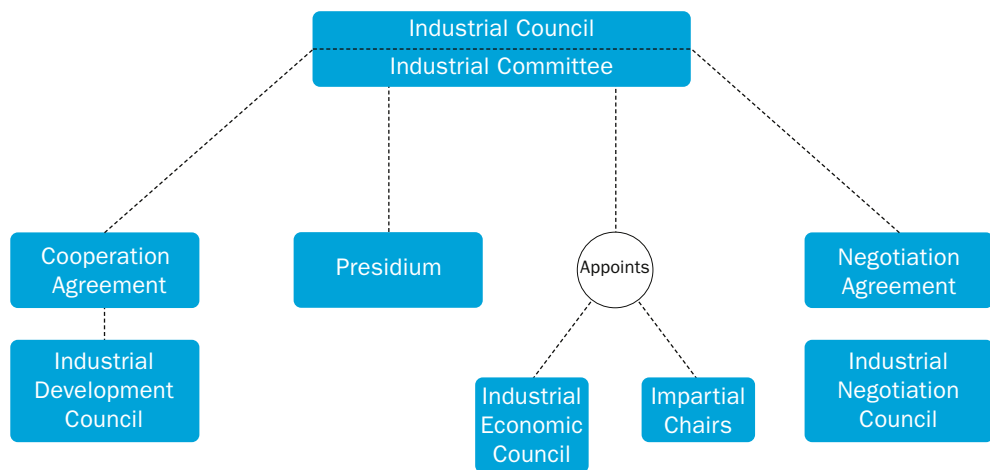 Industrial Council
Industrial Committee
Cooperation
Agreement
Presidium
Appoints
Negotiation
Agreement
Industrial
Development
Council
Industrial
Economic
Council
Impartial
Chairs
Industrial
Negotiation
Council